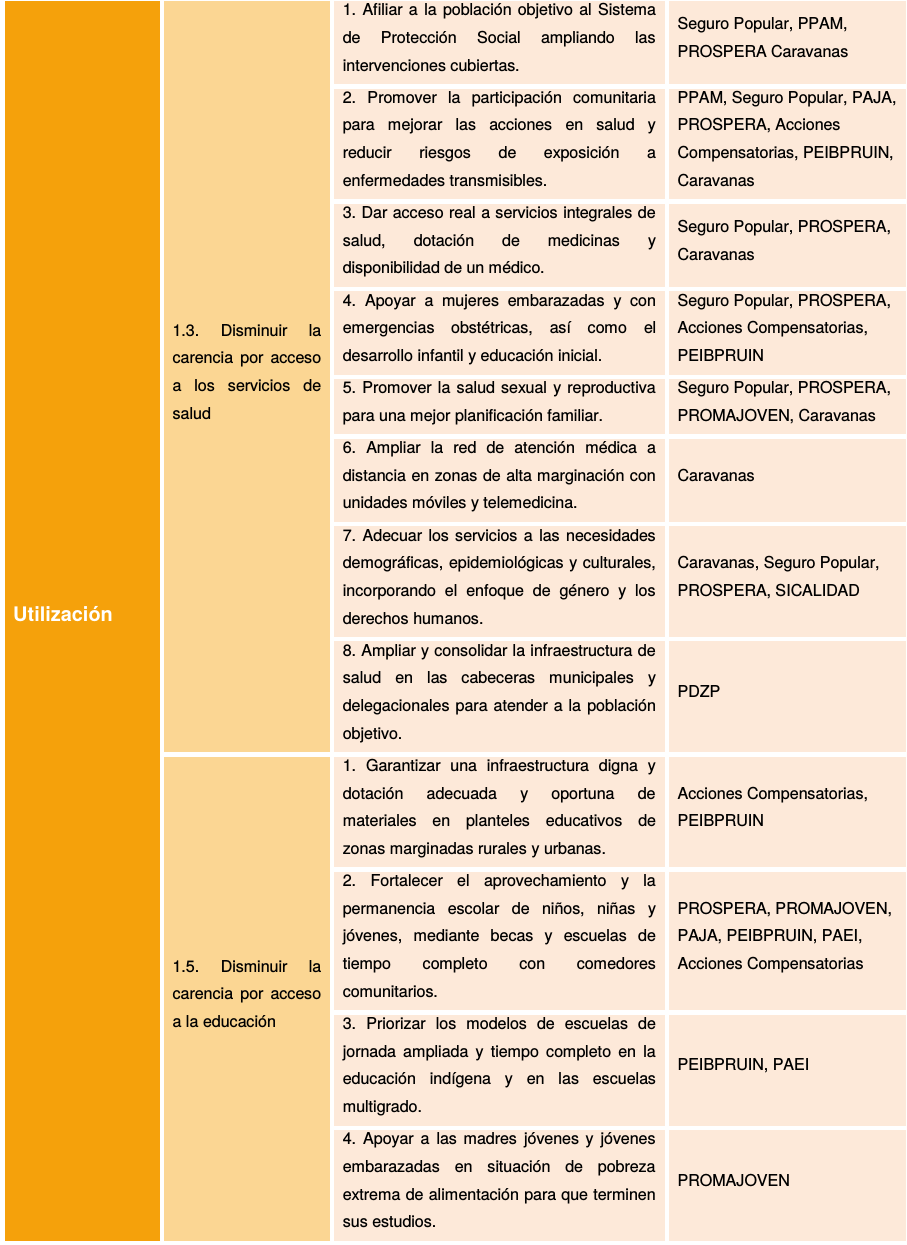 Utilización
1.3. Disminuir la
carencia por acceso
a los servicios de
salud
1. Afiliar a la población objetivo al Sistema
de Protección Social ampliando las
intervenciones cubiertas.
Seguro Popular, PPAM,
PROSPERA Caravanas
2. Promover la participación comunitaria
para mejorar las acciones en salud y
reducir riesgos de exposición a
enfermedades transmisibles.
PPAM, Seguro Popular, PAJA,
PROSPERA, Acciones
Compensatorias, PEIBPRUIN,
Caravanas
3. Dar acceso real a servicios integrales de
salud, dotación de medicinas y
disponibilidad de un médico.
Seguro Popular, PROSPERA,
Caravanas
4. Apoyar a mujeres embarazadas y con
emergencias obstétricas, así como el
desarrollo infantil y educación inicial.
Seguro Popular, PROSPERA,
Acciones Compensatorias,
PEIBPRUIN
5. Promover la salud sexual y reproductiva
para una mejor planificación familiar.
Seguro Popular, PROSPERA,
PROMAJOVEN, Caravanas
6. Ampliar la red de atención médica a
distancia en zonas de alta marginación con
unidades móviles y telemedicina.
Caravanas
7. Adecuar los servicios a las necesidades
demográficas, epidemiológicas y culturales,
incorporando el enfoque de género y los
derechos humanos.
Caravanas, Seguro Popular,
PROSPERA, SICALIDAD
8. Ampliar y consolidar la infraestructura de
salud en las cabeceras municipales y
delegacionales para atender a la población
objetivo.
PDZP
1.5. Disminuir la
carencia por acceso
a la educación
1. Garantizar una infraestructura digna y
dotación adecuada y oportuna de
materiales en planteles educativos de
zonas marginadas rurales y urbanas.
Acciones Compensatorias,
PEIBPRUIN
2. Fortalecer el aprovechamiento y la
permanencia escolar de niños, niñas y
jóvenes, mediante becas y escuelas de
tiempo completo con comedores
comunitarios.
PROSPERA, PROMAJOVEN,
PAJA, PEIBPRUIN, PAEI,
Acciones Compensatorias
3. Priorizar los modelos de escuelas de
jornada ampliada y tiempo completo en la
educación indígena y en las escuelas
multigrado.
PEIBPRUIN, PAEI
4. Apoyar a las madres jóvenes y jóvenes
embarazadas en situación de pobreza
extrema de alimentación para que terminen
sus estudios.
PROMAJOVEN